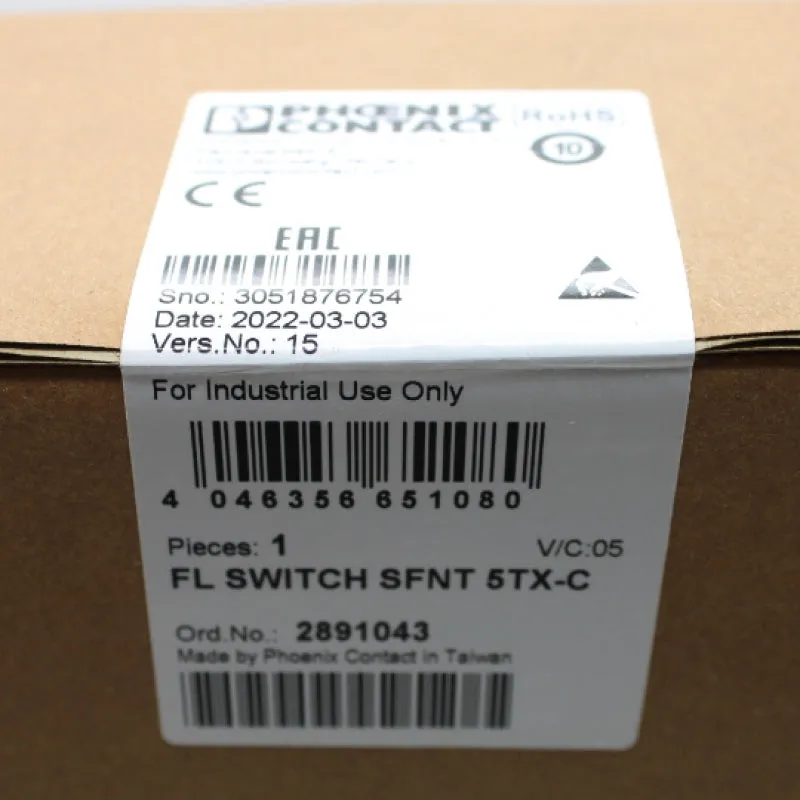 PHŒNIX
CONTACT
RoHS
10
CE
EAC
Sno.: 3051876754
Date: 2022-03-03
Vers.No.: 15
For Industrial Use Only
4 046356 651080
Pieces: 1
V/C:05
FL SWITCH SFNT 5TX-C
Ord.No.: 2891043
Made by Phoenix Contact in Taiwan